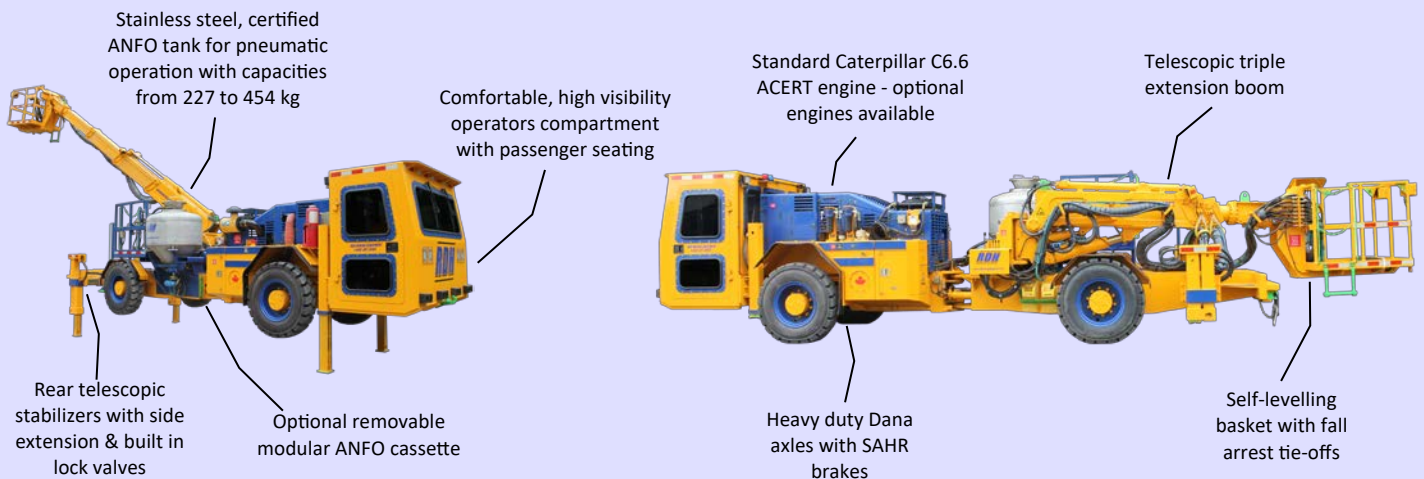 Stainless steel, certified
ANFO tank for pneumatic
operation with capacities
from 227 to 454 kg
Comfortable, high visibility
operators compartment
with passenger seating
Standard Caterpillar C6.6
ACERT engine - optional
engines available
Telescopic triple
extension boom
RDH
RDH
RDH
Rear telescopic
stabilizers with side
extension & built in
lock valves
Optional removable
modular ANFO cassette
Heavy duty Dana
axles with SAHR
brakes
Self-levelling
basket with fall
arrest tie-offs